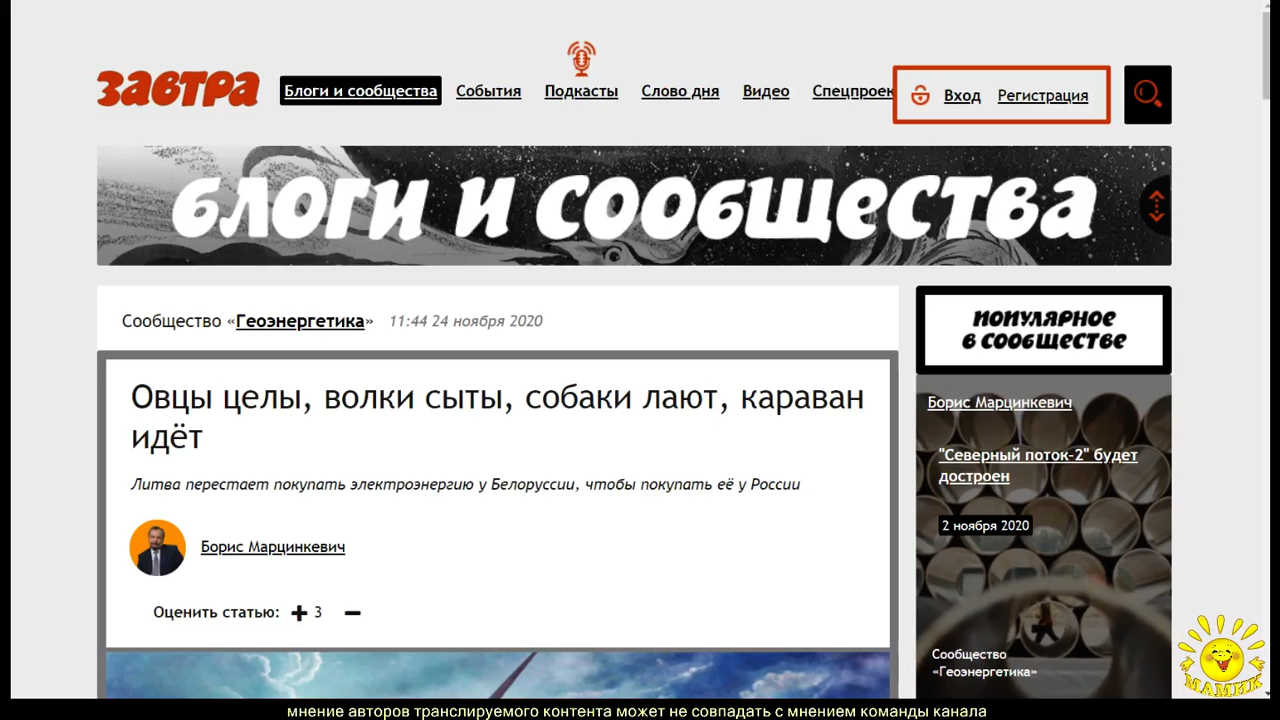 завтра
Блоги и сообщества
События
Подкасты
Слово дня
Видео
Спецпроек
Вход
Регистрация
блоги и сообщества
Сообщество «Геоэнергетика» 11:44 24 ноября 2020
Овцы целы, волки сыты, собаки лают, караван
идёт
Литва перестает покупать электроэнергию у Белоруссии, чтобы покупать её у России
Борис Марцинкевич
Оценить статью: + 3 −
популярное
в сообществе
Борис Марцинкевич
"Северный поток-2" будет
достроен
2 ноября 2020
Сообщество
«Геоэнергетика»
МАМИК
мнение авторов транслируемого контента может не совпадать с мнением команды канала